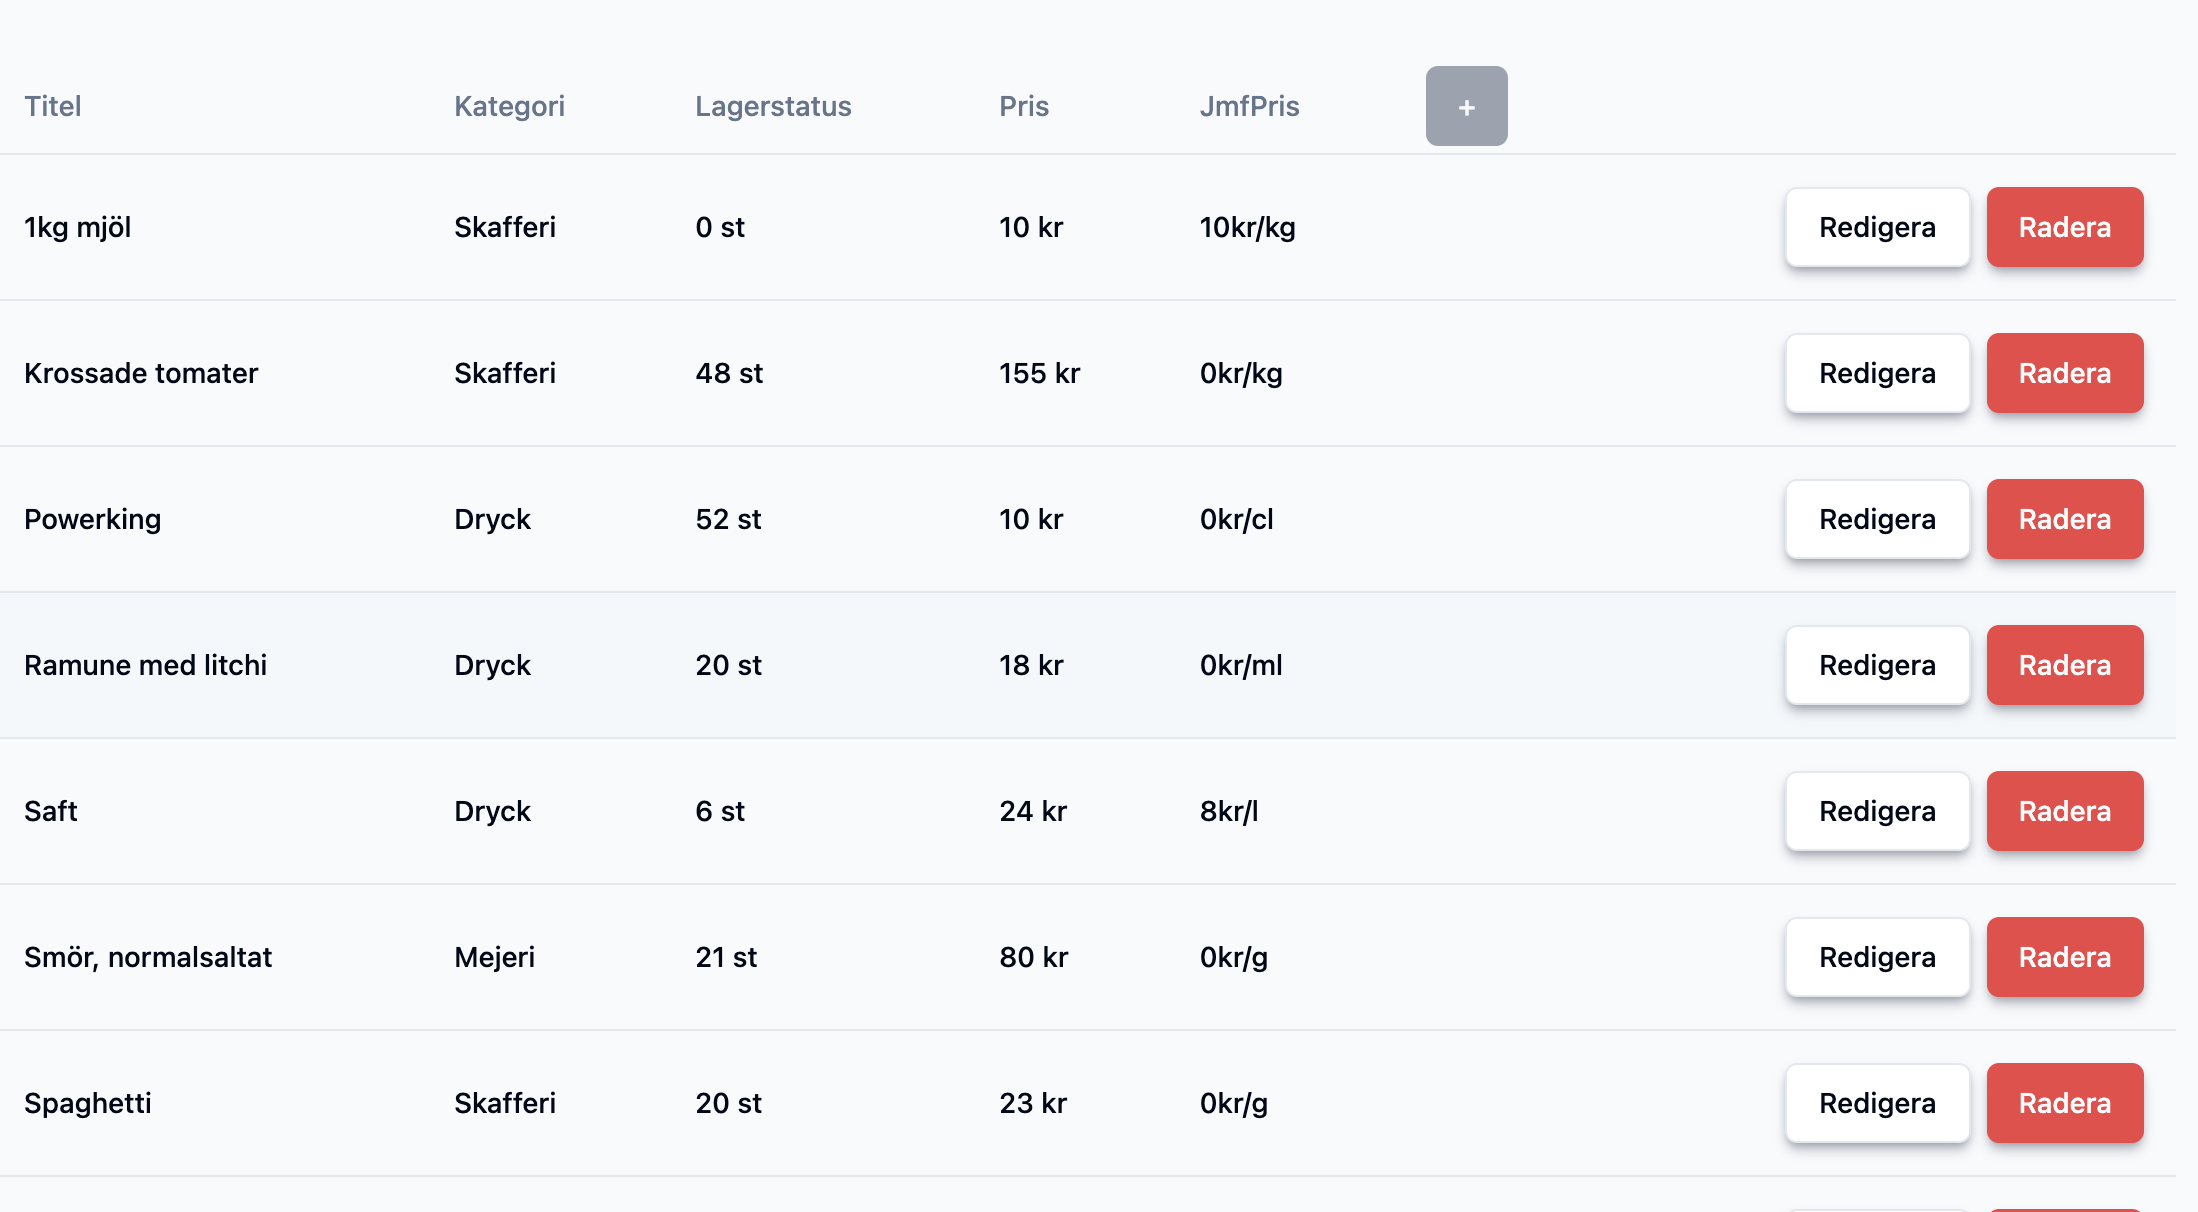 Titel Kategori Lagerstatus Pris JmfPris +
1kg mjöl Skafferi 0 st 10 kr 10kr/kg Redigera Radera
Krossade tomater Skafferi 48 st 155 kr 0kr/kg Redigera Radera
Powerking Dryck 52 st 10 kr 0kr/cl Redigera Radera
Ramune med litchi Dryck 20 st 18 kr 0kr/ml Redigera Radera
Saft Dryck 6 st 24 kr 8kr/l Redigera Radera
Smör, normalsaltat Mejeri 21 st 80 kr 0kr/g Redigera Radera
Spaghetti Skafferi 20 st 23 kr 0kr/g Redigera Radera